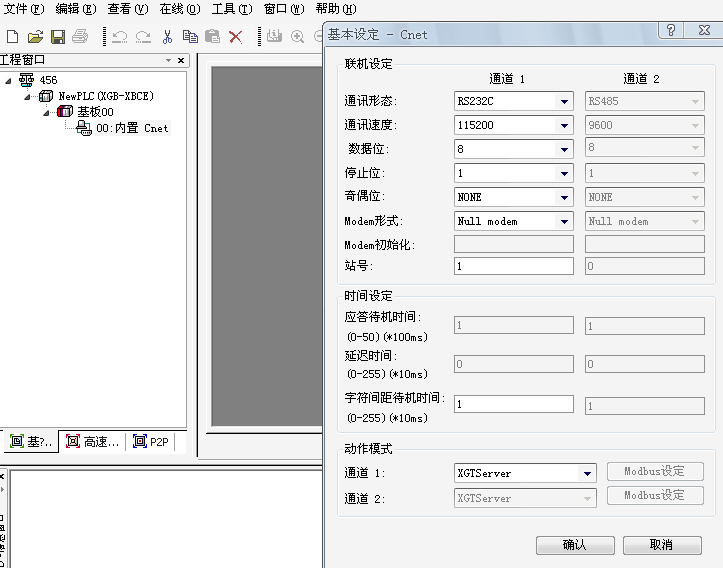 文件(F) 编辑(E) 查看(V) 在线(O) 工具(T) 窗口(W) 帮助(H)
工程窗口
456
NewPLC(XGB-XBCE)
基板00
00:内置 Cnet
基?..
高速...
P2P
基本设定 - Cnet
联机设定
通道 1 通道 2
通讯形态: RS232C RS485
通讯速度: 115200 9600
数据位: 8 8
停止位: 1 1
奇偶位: NONE NONE
Modem形式: Null modem Null modem
Modem初始化:
站号: 1 0
时间设定
应答待机时间: 1 1
(0-50)(*100ms)
延迟时间: 0 0
(0-255)(*10ms)
字符间距待机时间: 1 1
(0-255)(*10ms)
动作模式
通道 1: XGTServer Modbus设定
通道 2: XGTServer Modbus设定
确认 取消